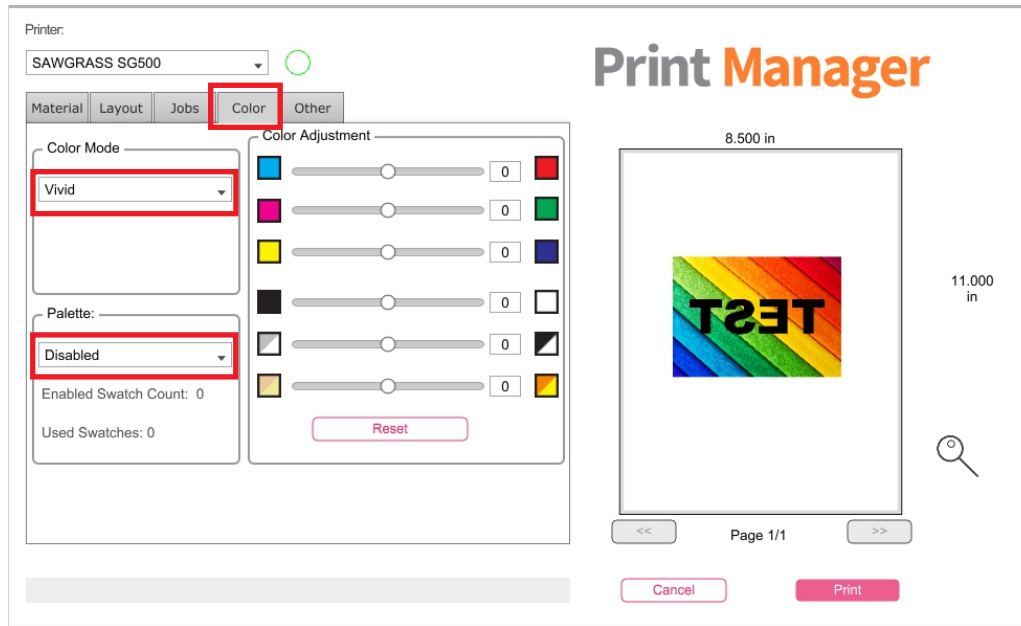 Printer:
SAWGRASS SG500
Print Manager
Material Layout Jobs Color Other
Color Mode
Vivid
Palette:
Disabled
Enabled Swatch Count: 0
Used Swatches: 0
Color Adjustment
0
0
0
0
0
0
Reset
8.500 in
TEST
11.000
in
<< Page 1/1 >>
Cancel Print